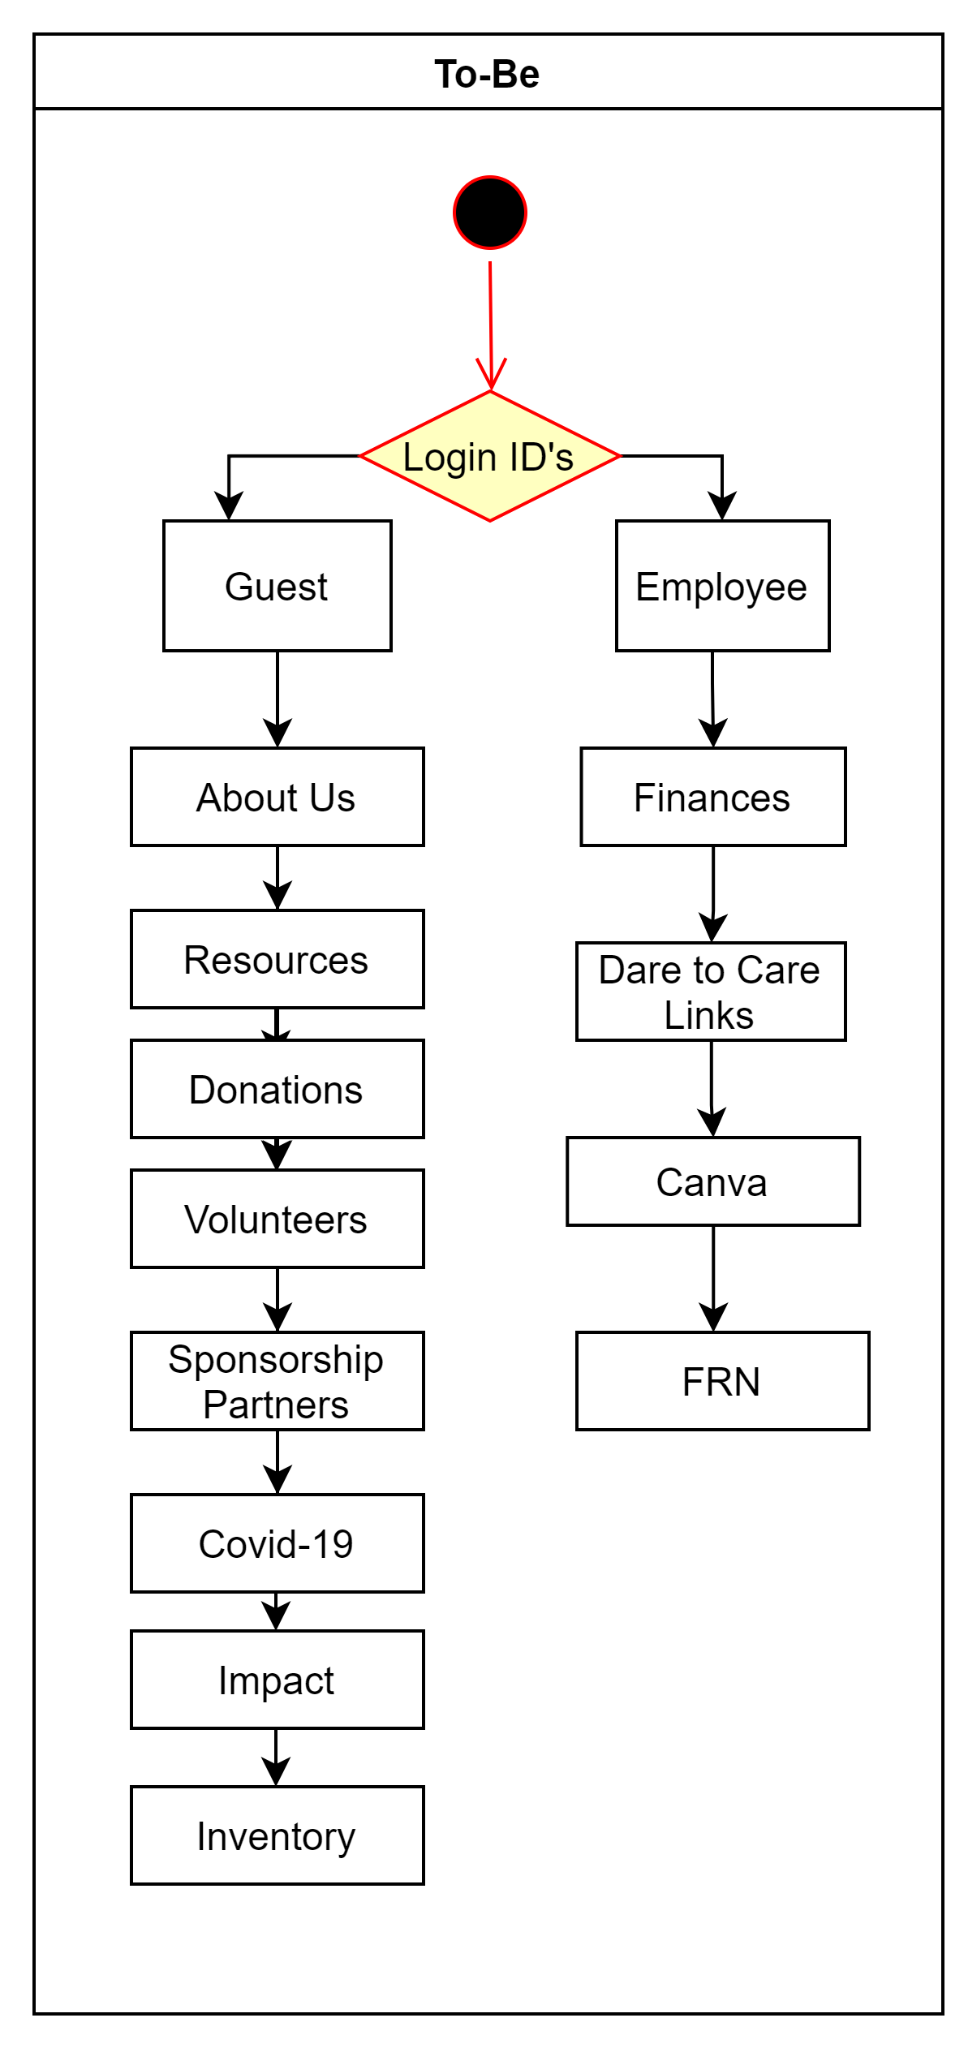 To-Be
Login ID's
Guest
Employee
About Us
Finances
Resources
Dare to Care
Links
Donations
Canva
Volunteers
Sponsorship
Partners
FRN
Covid-19
Impact
Inventory